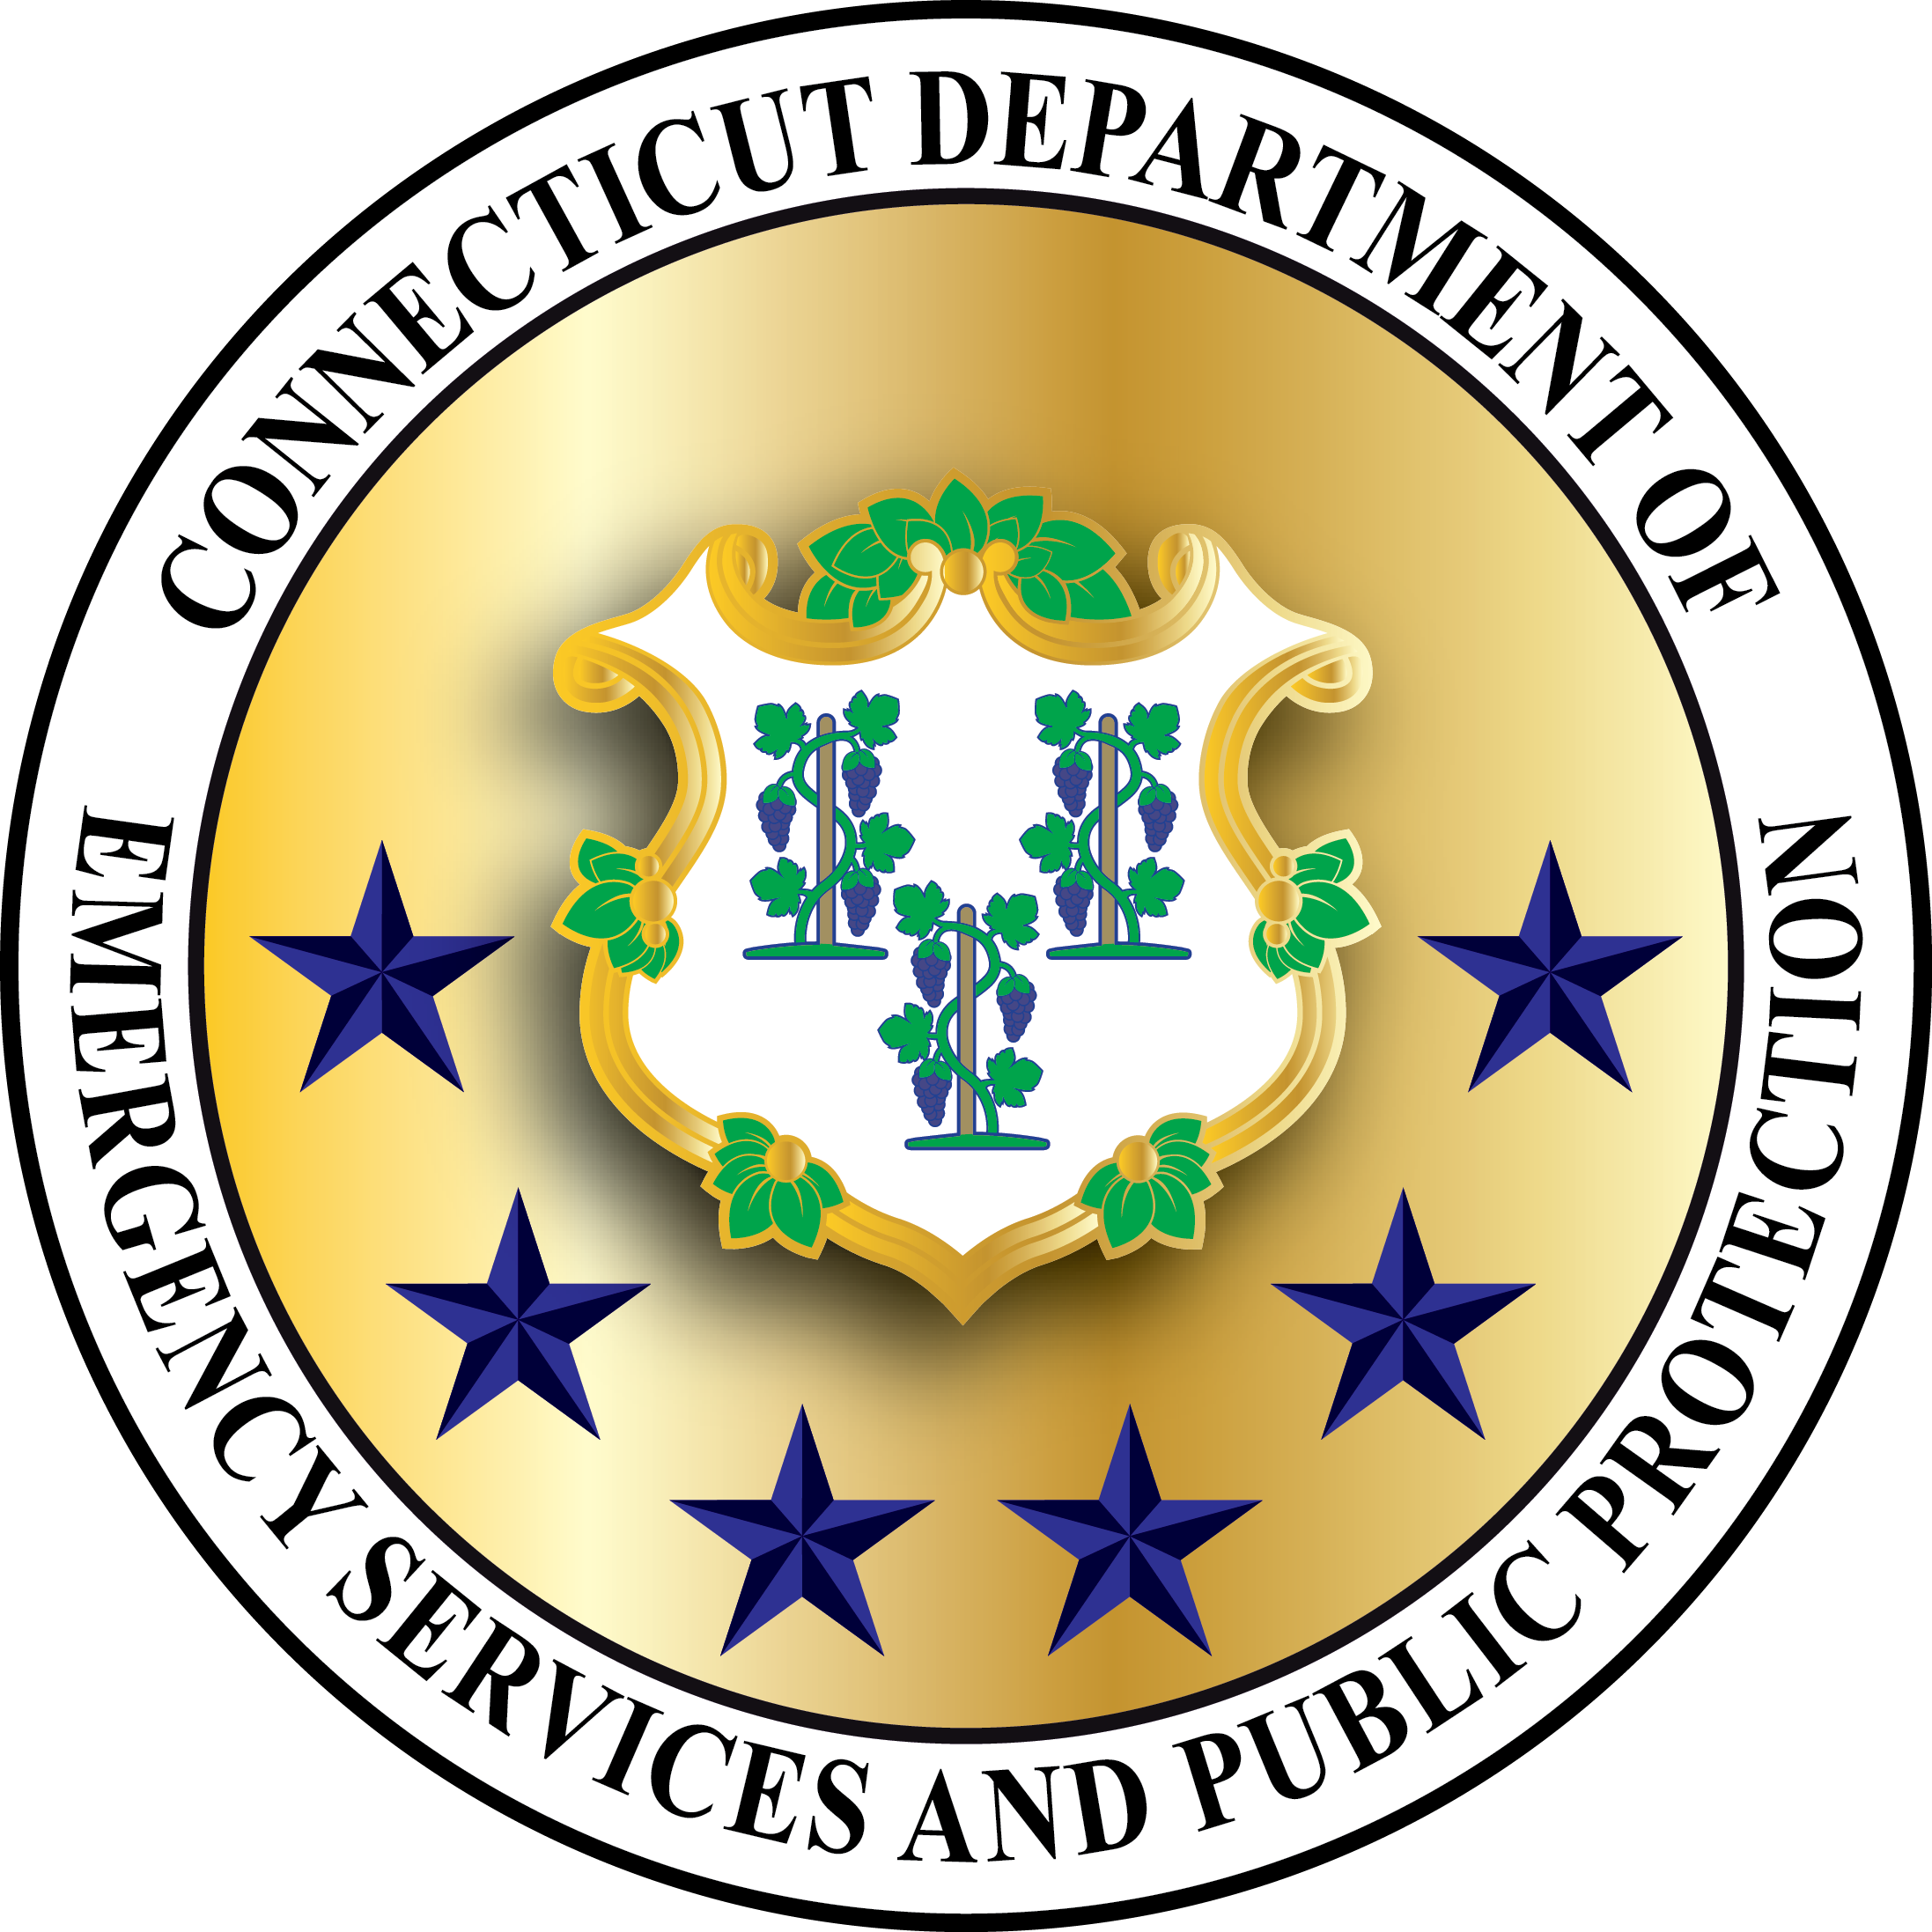 CONNECTICUT DEPARTMENT OF
EMERGENCY SERVICES AND PUBLIC PROTECTION